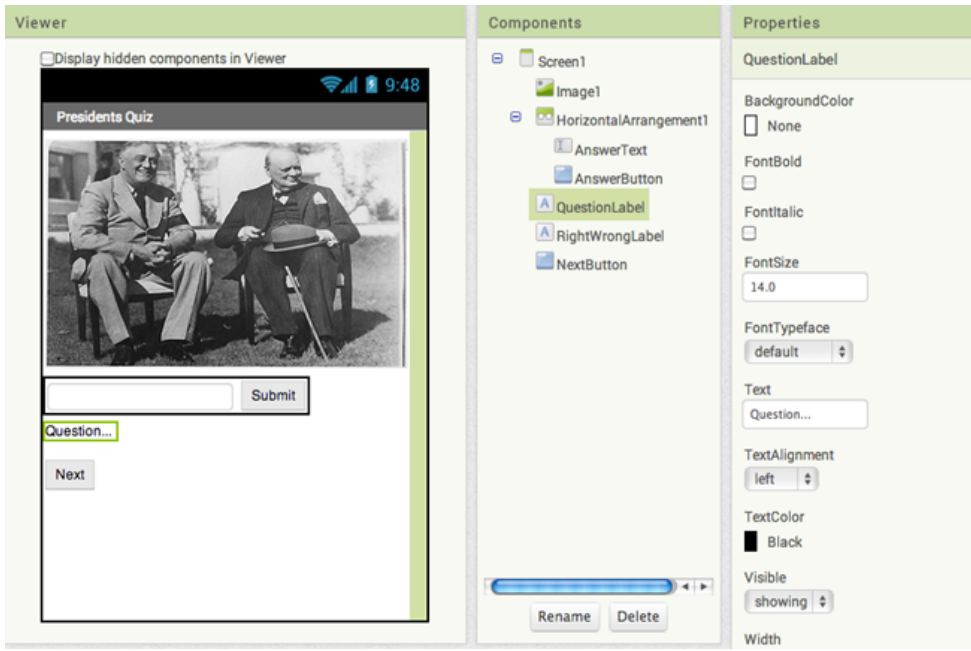 Viewer
Display hidden components in Viewer
9:48
Presidents Quiz
Submit
Question...
Next
Components
Screen1
Image1
HorizontalArrangement1
AnswerText
AnswerButton
QuestionLabel
RightWrongLabel
NextButton
Rename Delete
Properties
QuestionLabel
BackgroundColor
None
FontBold
FontItalic
FontSize
14.0
FontTypeface
default
Text
Question...
TextAlignment
left
TextColor
Black
Visible
showing
Width